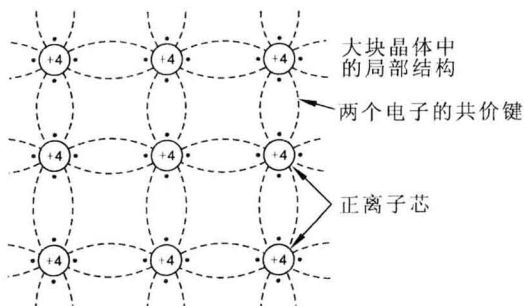 +4 +4 +4
大块晶体中
的局部结构
两个电子的共价键
+4 +4 +4
正离子芯
+4 +4 +4